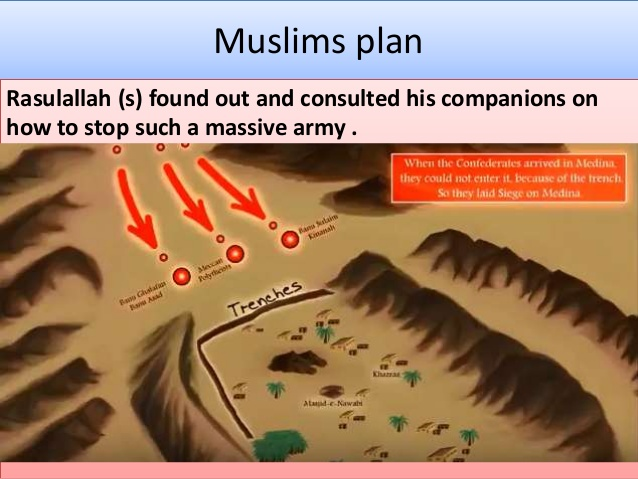 Muslims plan
Rasulallah (s) found out and consulted his companions on
how to stop such a massive army .
When the Confederates arrived in Medina,
they could not enter it, because of the trench.
So they laid Siege on Medina.
Banu Sulaim
Kinanah
Meccan
Polytheists
Banu Ghatafan
Banu Asad
Trenches
Khazraz
Masjid-e-Nawabi